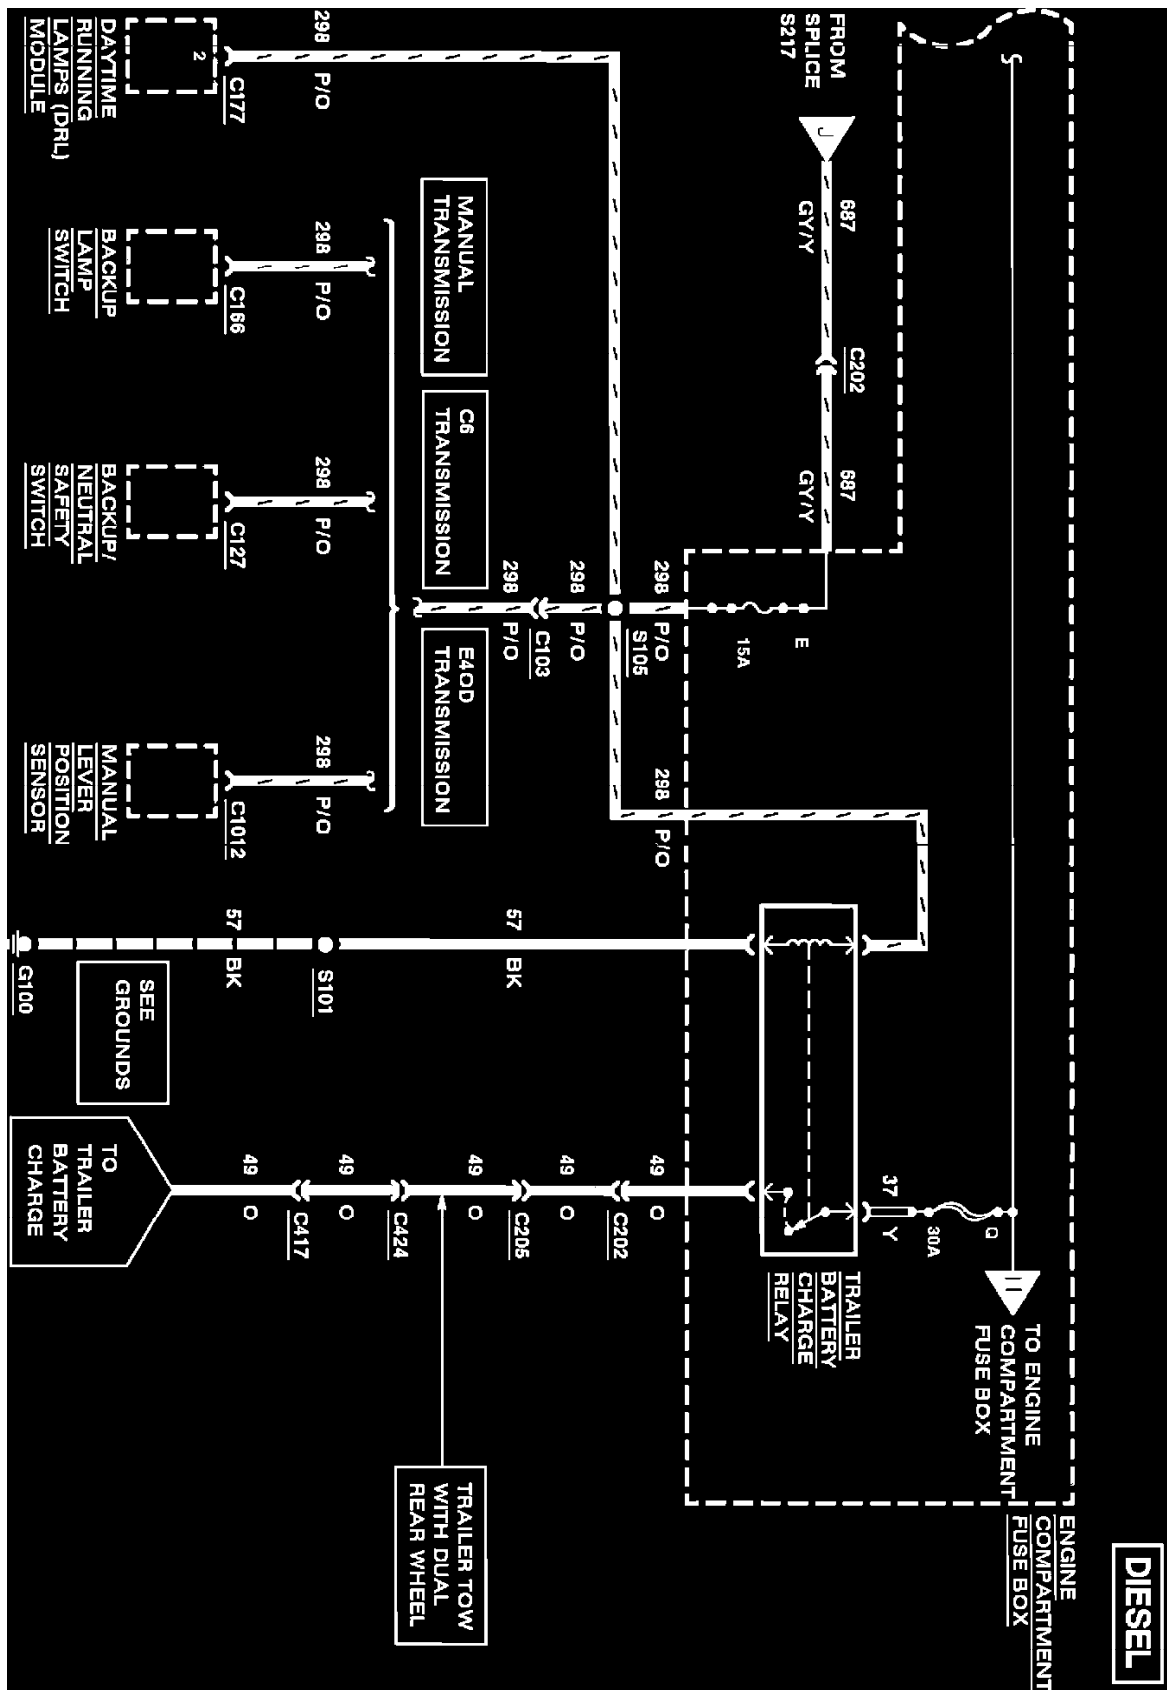 DIESEL
ENGINE
COMPARTMENT
FUSE BOX
TO ENGINE
COMPARTMENT
FUSE BOX
FROM
SPLICE
S217
J
687
GY/Y
C202
687
GY/Y
E
15A
298
P/O
S105
298
P/O
C103
298
P/O
298
P/O
Q
30A
37
Y
TRAILER
BATTERY
CHARGE
RELAY
MANUAL
TRANSMISSION
C6
TRANSMISSION
E4OD
TRANSMISSION
298
P/O
C177
2
DAYTIME
RUNNING
LAMPS (DRL)
MODULE
298
P/O
C166
BACKUP
LAMP
SWITCH
298
P/O
C127
BACKUP/
NEUTRAL
SAFETY
SWITCH
298
P/O
C1012
MANUAL
LEVER
POSITION
SENSOR
57
BK
S101
57
BK
SEE
GROUNDS
G100
49
O
C202
49
O
C205
49
O
C424
49
O
C417
49
O
TO
TRAILER
BATTERY
CHARGE
TRAILER TOW
WITH DUAL
REAR WHEEL